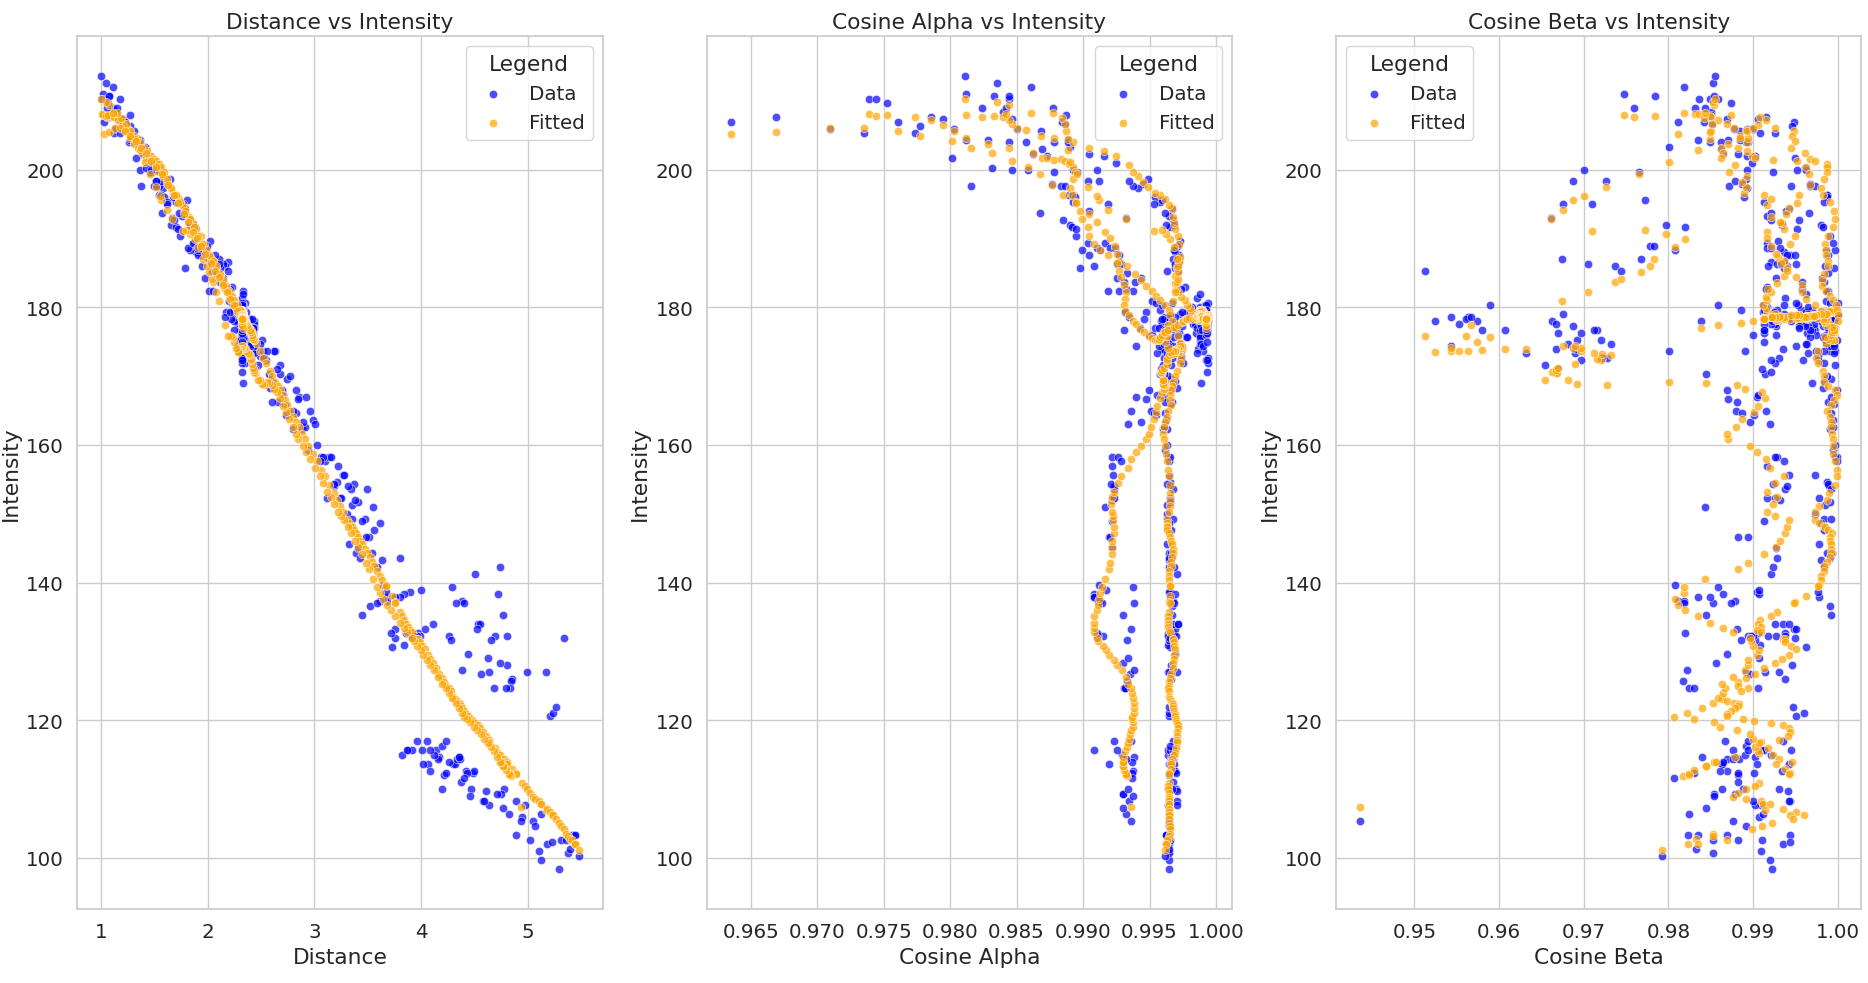 Distance vs Intensity
Legend
Data
Fitted
Intensity
200
180
160
140
120
100
1 2 3 4 5
Distance
Cosine Alpha vs Intensity
Legend
Data
Fitted
Intensity
200
180
160
140
120
100
0.965 0.970 0.975 0.980 0.985 0.990 0.995 1.000
Cosine Alpha
Cosine Beta vs Intensity
Legend
Data
Fitted
Intensity
200
180
160
140
120
100
0.95 0.96 0.97 0.98 0.99 1.00
Cosine Beta